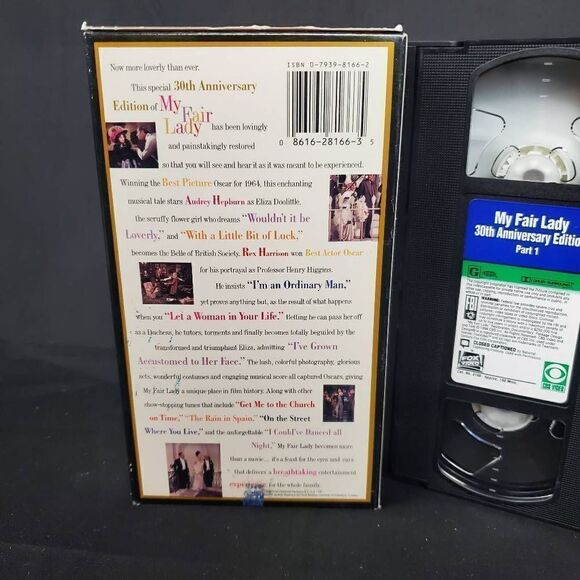 Now more loverly than ever.
ISBN 0-7939-8166-2
This special 30th Anniversary
Edition of My Fair Lady has been lovingly
0 8616-28166-3 5
and painstakingly restored
so that you will see and hear it as it was meant to be experienced.
Winning the Best Picture Oscar for 1964, this enchanting
musical tale stars Audrey Hepburn as Eliza Doolittle,
the scruffy flower girl who dreams "Wouldn't it be
Loverly," and "With a Little Bit of Luck,"
becomes the Belle of British Society. Rex Harrison won Best Actor Oscar
for his portrayal as Professor Henry Higgins.
He insists "I'm an Ordinary Man,"
yet proves anything but, as the result of what happens
when you "Let a Woman in Your Life." Betting he can pass her off
as a Duchess, he tutors, torments and finally becomes totally beguiled by the
transformed and triumphant Eliza, admitting "I've Grown
Accustomed to Her Face." The lush, colorful photography, glorious
sets, wonderful costumes and engaging musical score all captured Oscars, giving
My Fair Lady a unique place in film history. Along with other
show-stopping tunes that include "Get Me to the Church
on Time," "The Rain in Spain," "On the Street
Where You Live," and the unforgettable "I Could've Danced all
Night," My Fair Lady becomes more
than a movie... it's a feast for the eyes and ears
that delivers a breathtaking entertainment
experience for the whole family.
My Fair Lady
30th Anniversary Editio
Part 1
G
WARNING
CLOSED CAPTIONED
FOX VIDEO
CBS VIDEO